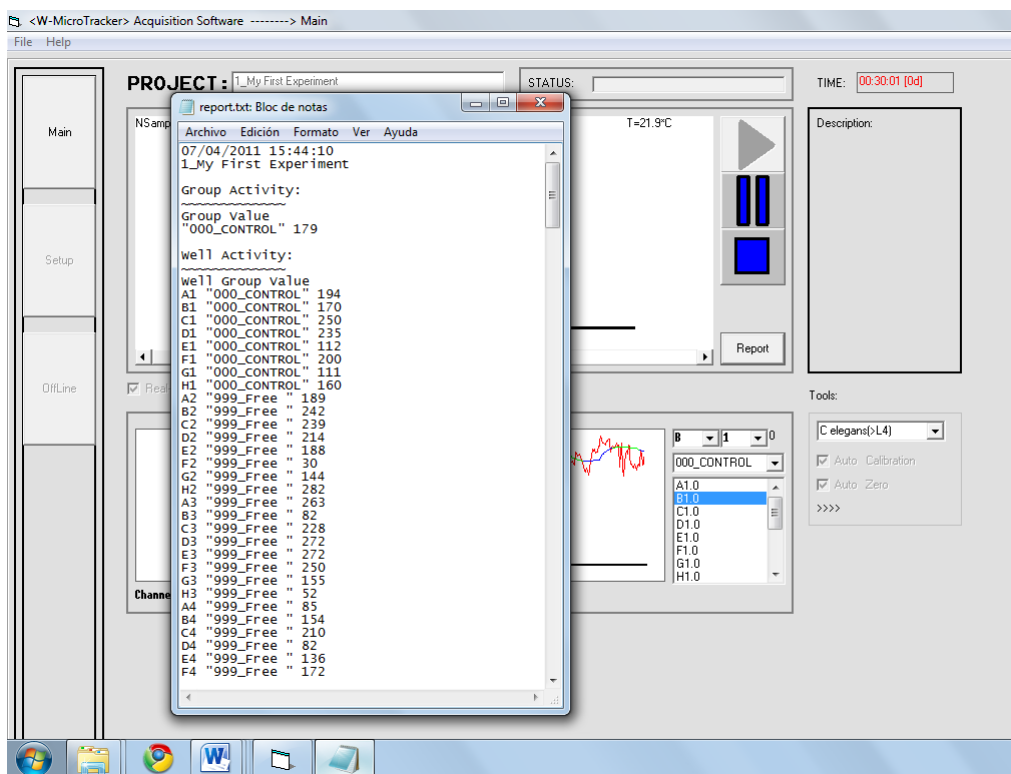 <W-MicroTracker> Acquisition Software --------> Main
File Help
PROJECT: 1_My First Experiment
STATUS:
TIME: 00:30:01 [0d]
Main
Setup
OffLine
NSamp
T=21.9ºC
Description:
report.txt: Bloc de notas
Archivo Edición Formato Ver Ayuda
07/04/2011 15:44:10
1_My First Experiment
Group Activity:
~~~~~~~~~~~~~~
Group Value
"000_CONTROL" 179
Well Activity:
~~~~~~~~~~~~~~
Well Group Value
A1 "000_CONTROL" 194
B1 "000_CONTROL" 170
C1 "000_CONTROL" 250
D1 "000_CONTROL" 235
E1 "000_CONTROL" 112
F1 "000_CONTROL" 200
G1 "000_CONTROL" 111
H1 "000_CONTROL" 160
A2 "999_Free " 189
B2 "999_Free " 242
C2 "999_Free " 239
D2 "999_Free " 214
E2 "999_Free " 188
F2 "999_Free " 30
G2 "999_Free " 144
H2 "999_Free " 282
A3 "999_Free " 263
B3 "999_Free " 82
C3 "999_Free " 228
D3 "999_Free " 272
E3 "999_Free " 272
F3 "999_Free " 250
G3 "999_Free " 155
H3 "999_Free " 52
A4 "999_Free " 85
B4 "999_Free " 154
C4 "999_Free " 210
D4 "999_Free " 82
E4 "999_Free " 136
F4 "999_Free " 172
Report
Real
Channe
B 1 0
000_CONTROL
A1.0
B1.0
C1.0
D1.0
E1.0
F1.0
G1.0
H1.0
Tools:
C elegans(>L4)
Auto Calibration
Auto Zero
>>>>
W